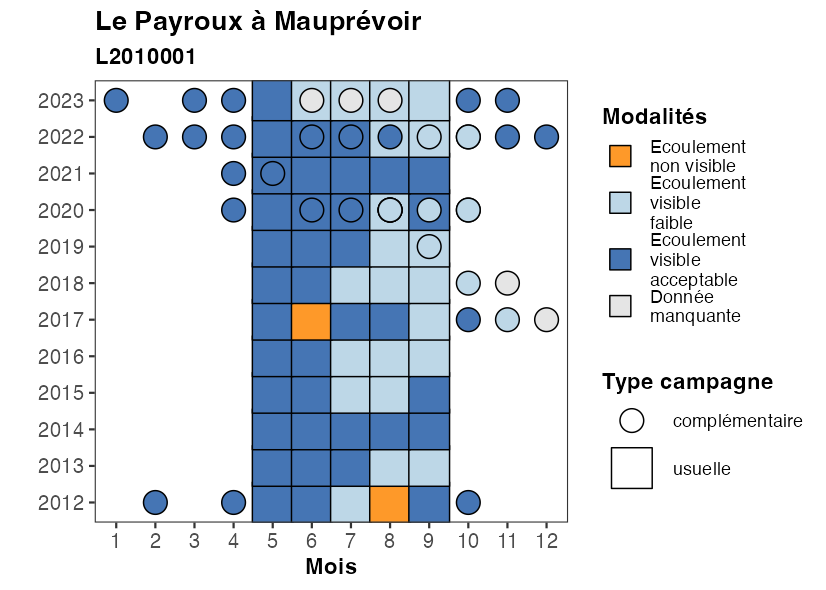 Le Payroux à Mauprévoir
L2010001
2023
2022
2021
2020
2019
2018
2017
2016
2015
2014
2013
2012
1 2 3 4 5 6 7 8 9 10 11 12
Mois
Modalités
Ecoulement
non visible
Ecoulement
visible
faible
Ecoulement
visible
acceptable
Donnée
manquante
Type campagne
complémentaire
usuelle